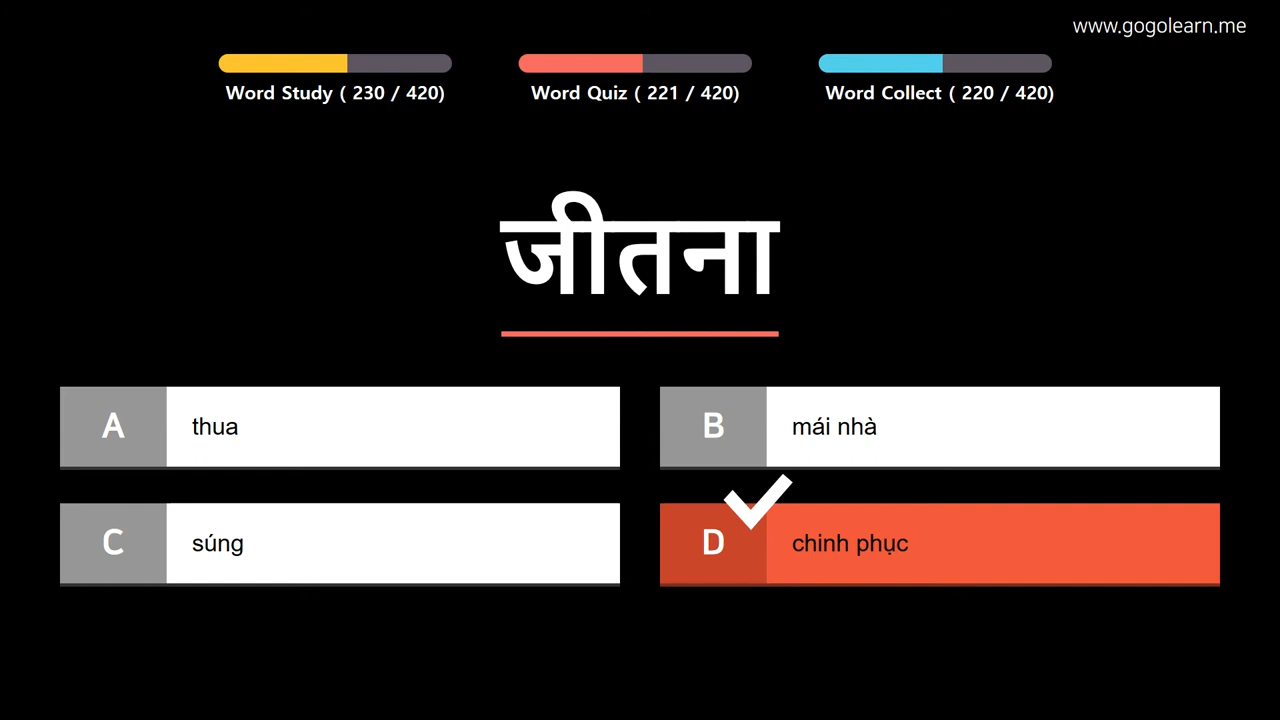 www.gogolearn.me
Word Study ( 230 / 420)
Word Quiz ( 221 / 420)
Word Collect ( 220 / 420)
जीतना
A thua
B mái nhà
C súng
D chinh phục